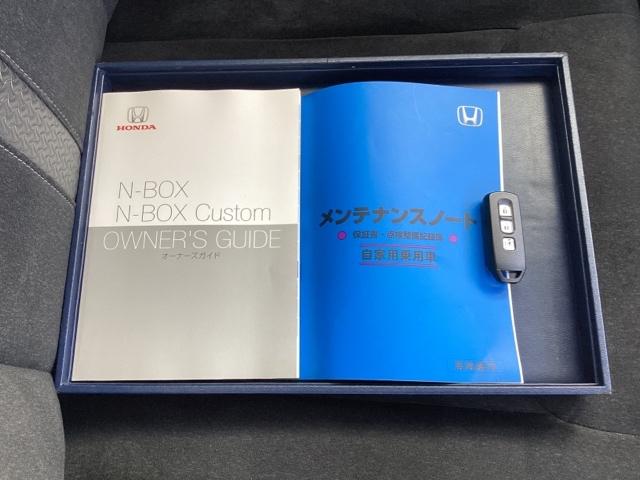 HONDA
N-BOX
N-BOX Custom
OWNER'S GUIDE
オーナーズガイド
メンテナンスノート
保証書・点検整備記録簿
自家用乗用車